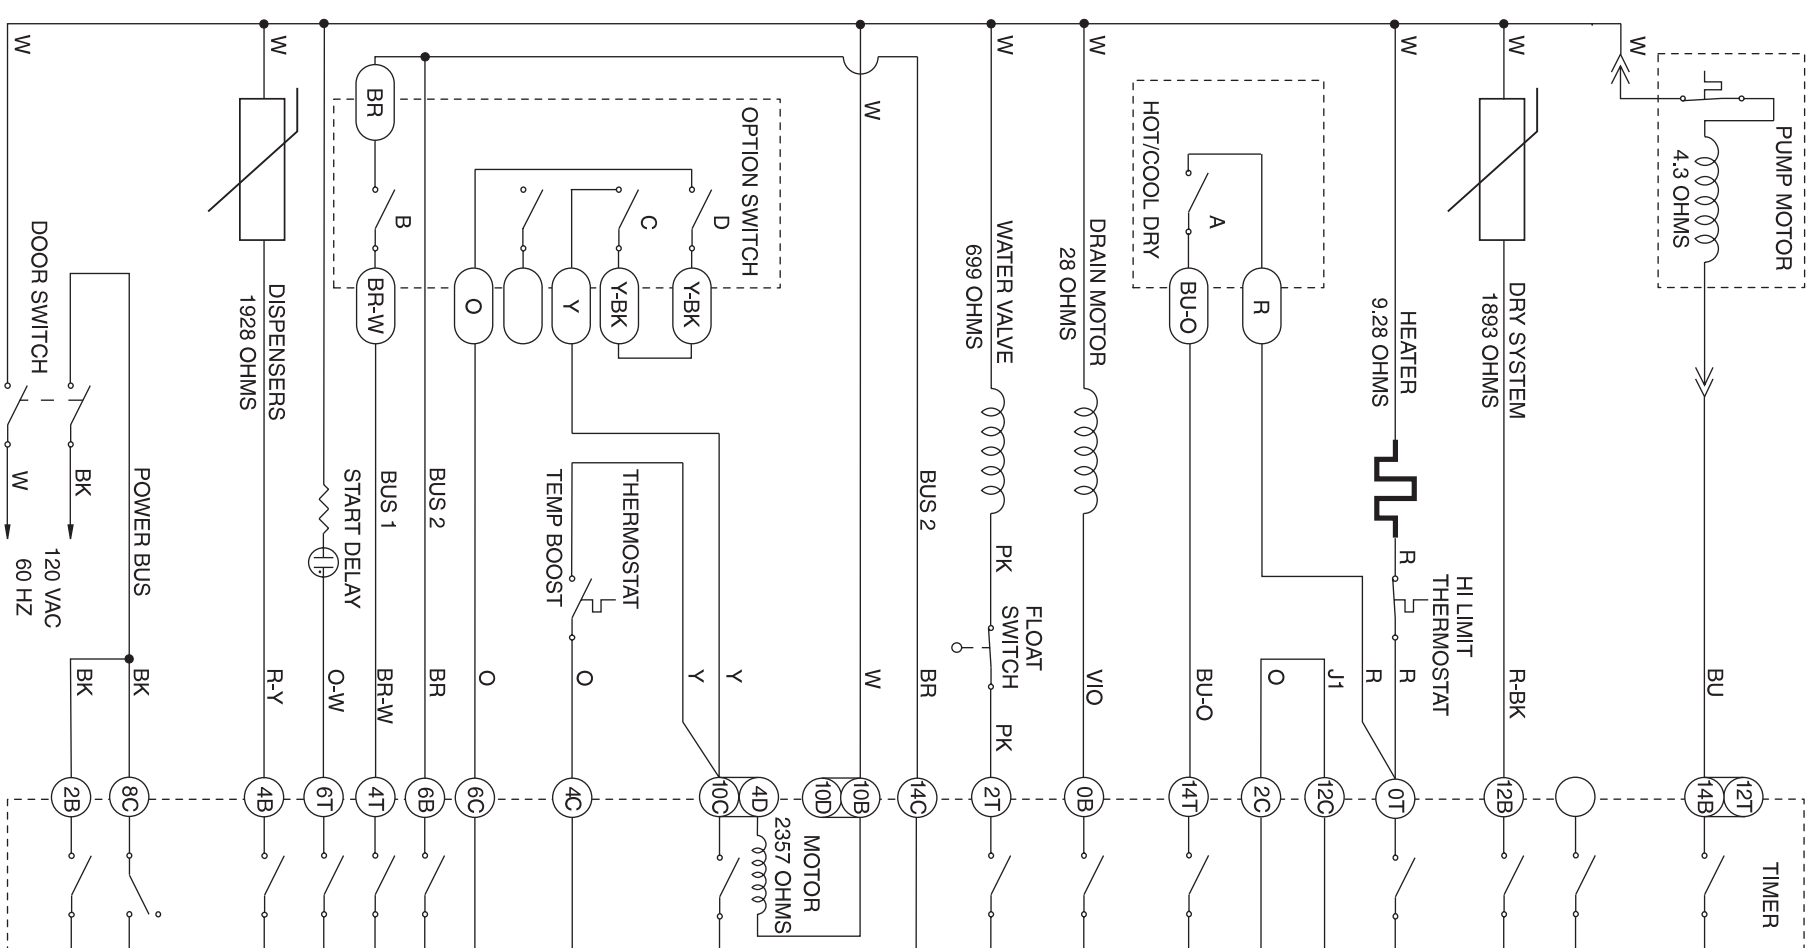 PUMP MOTOR
4.3 OHMS
W
BU
12T
14B
TIMER
W
DRY SYSTEM
1893 OHMS
R-BK
12B
W
HEATER
9.28 OHMS
R
HI LIMIT
THERMOSTAT
R
R
0T
J1
12C
O
2C
HOT/COOL DRY
A
R
BU-O
BU-O
14T
W
DRAIN MOTOR
28 OHMS
VIO
0B
W
WATER VALVE
699 OHMS
PK
FLOAT
SWITCH
PK
2T
BUS 2
BR
14C
W
W
10B
10D
MOTOR
2357 OHMS
4D
10C
OPTION SWITCH
D
C
Y-BK
Y-BK
Y
O
Y
Y
THERMOSTAT
TEMP BOOST
O
4C
O
6C
BUS 2
BR
6B
BR
B
BR-W
BUS 1
BR-W
4T
START DELAY
O-W
6T
W
DISPENSERS
1928 OHMS
R-Y
4B
POWER BUS
BK
8C
BK
2B
W
DOOR SWITCH
BK
W
120 VAC
60 HZ